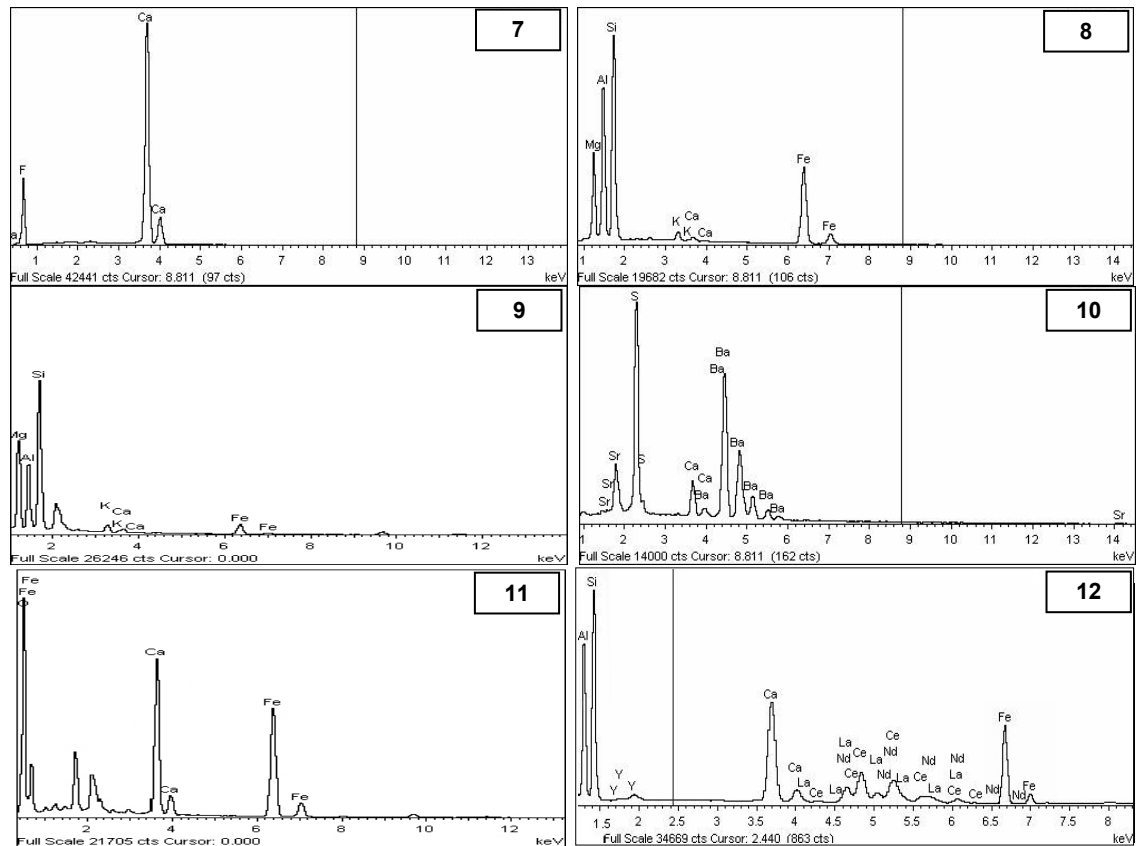 7
Ca
F
Ca
a
1 2 3 4 5 6 7 8 9 10 11 12 13
Full Scale 42441 cts Cursor: 8.811 (97 cts) keV
8
Si
Al
Mg
Fe
Ca
K
K Ca
Fe
1 2 3 4 5 6 7 8 9 10 11 12 13 14
Full Scale 19682 cts Cursor: 8.811 (106 cts) keV
9
Si
Mg
Al
K Ca
K Ca
Fe
Fe
2 4 6 8 10 12
Full Scale 26246 cts Cursor: 0.000 keV
10
S
Ba
Ba
Sr S
Ca
Ba
Sr
Ca
Ba
Sr
Ba
Ba
Ba
Sr
1 2 3 4 5 6 7 8 9 10 11 12 13 14
Full Scale 14000 cts Cursor: 8.811 (162 cts) keV
11
Fe
Fe
O
Ca
Fe
Ca
Fe
2 4 6 8 10 12
Full Scale 21705 cts Cursor: 0.000 keV
12
Si
Al
Ca
Fe
Ce
La
Nd Ce La Nd Nd Nd
Y Ca Ce Nd La Ce La La
Y Y La Ce La Ce Nd Fe
Nd
1.5 2 3 3.5 4 4.5 5 5.5 6 6.5 7 7.5 8
Full Scale 34669 cts Cursor: 2.440 (863 cts) keV